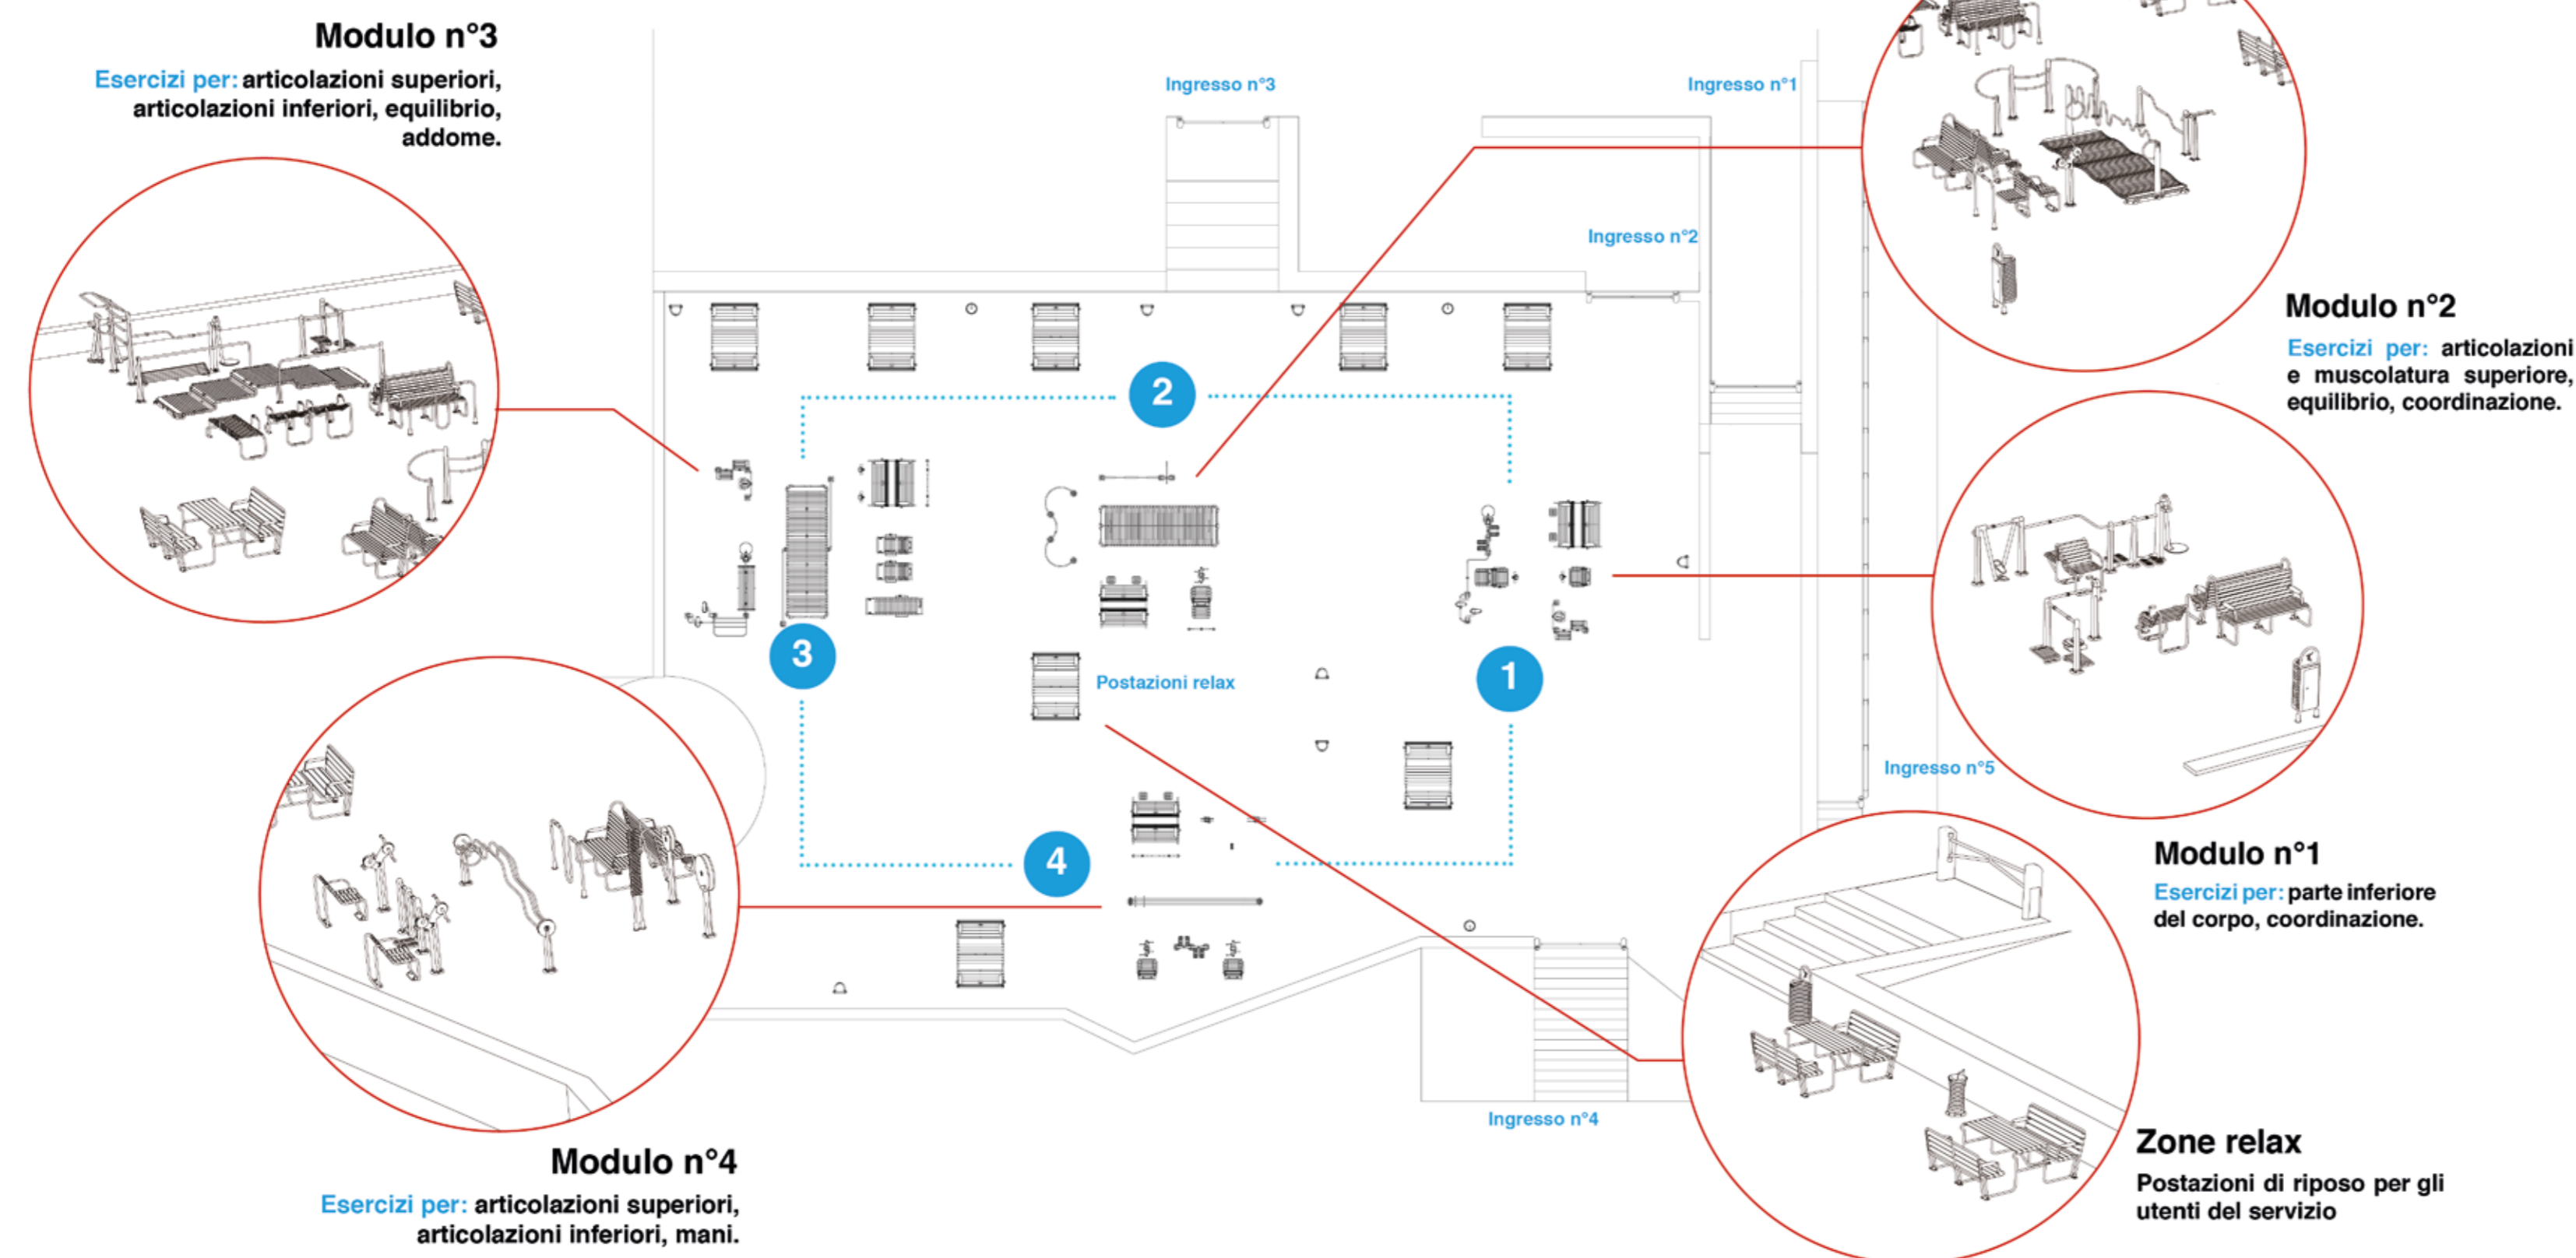 Modulo n°3
Esercizi per: articolazioni superiori,
articolazioni inferiori, equilibrio,
addome.
Ingresso n°3
Ingresso n°1
Ingresso n°2
Modulo n°2
Esercizi per: articolazioni
e muscolatura superiore,
equilibrio, coordinazione.
2
3
Postazioni relax
1
Ingresso n°5
4
Modulo n°1
Esercizi per: parte inferiore
del corpo, coordinazione.
Ingresso n°4
Zone relax
Postazioni di riposo per gli
utenti del servizio
Modulo n°4
Esercizi per: articolazioni superiori,
articolazioni inferiori, mani.